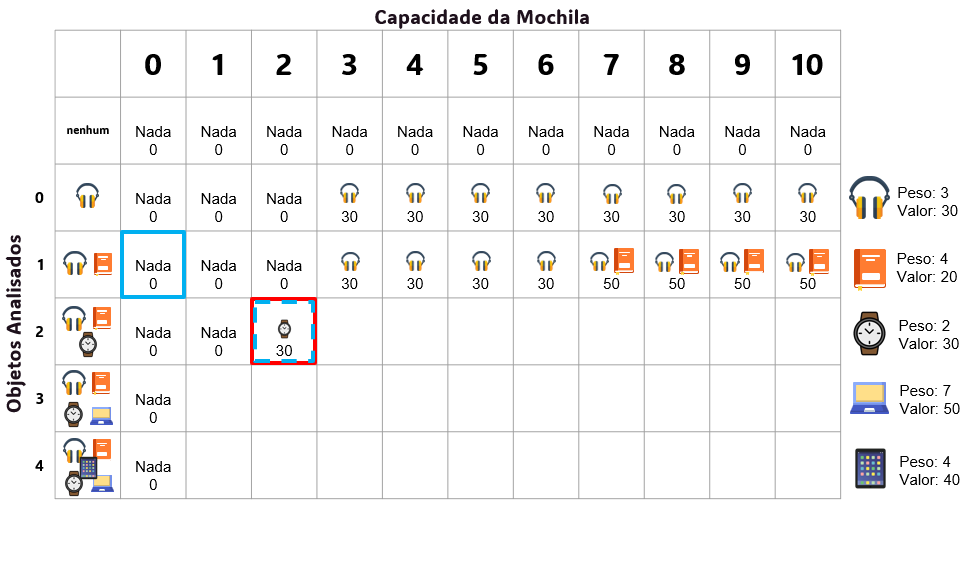 Capacidade da Mochila
0 1 2 3 4 5 6 7 8 9 10
nenhum Nada Nada Nada Nada Nada Nada Nada Nada Nada Nada Nada
0 0 0 0 0 0 0 0 0 0 0
0 Nada Nada Nada
0 0 0 30 30 30 30 30 30 30 30
Peso: 3
Valor: 30
Objetos Analisados
1 Nada Nada Nada
0 0 0 30 30 30 30 50 50 50 50
Peso: 4
Valor: 20
2 Nada Nada
0 0 30
Peso: 2
Valor: 30
3 Nada
0
Peso: 7
Valor: 50
4 Nada
0
Peso: 4
Valor: 40